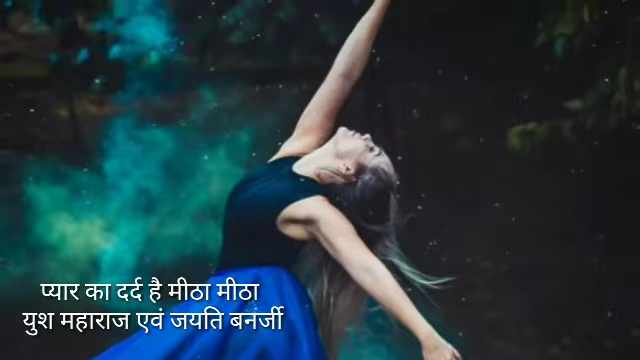 प्यार का दर्द है मीठा मीठा
युश महाराज एवं जयति बनर्जी